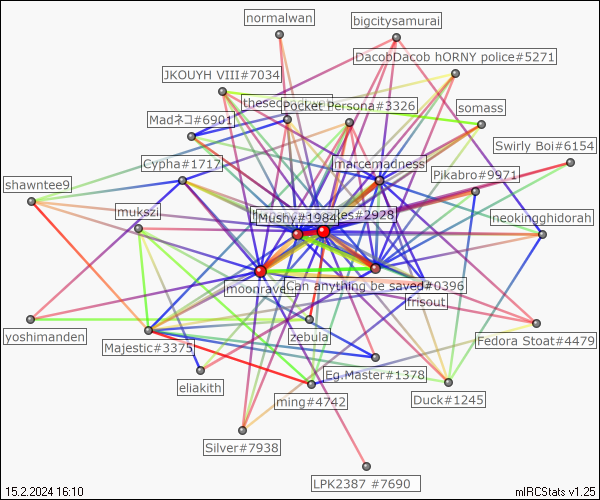 normalwan
bigcitysamurai
DacobDacob hORNY police#5271
JKOUYH VIII#7034
Pocket Persona#3326
somass
Madネコ#6901
Swirly Boi#6154
marcemadness
Cypha#1717
Pikabro#9971
shawntee9
mukszi
Mushy#1984
#2928
neokingghidorah
moonrave
Can anything be saved#0396
frisout
yoshimanden
zebula
Majestic#3375
Fedora Stoat#4479
Eg.Master#1378
eliakith
ming#4742
Duck#1245
Silver#7938
LPK2387 #7690
15.2.2024 16:10
mIRCStats v1.25